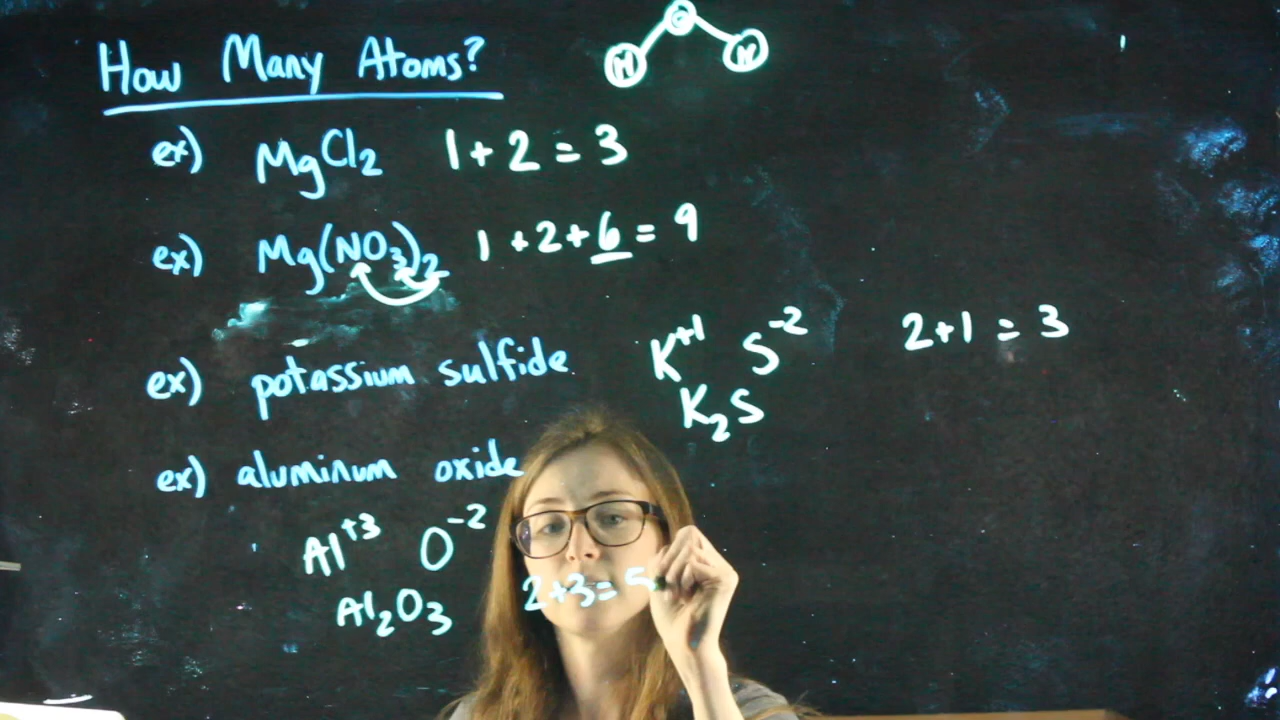 How Many Atoms?
H O H
ex) MgCl2 1 + 2 = 3
ex) Mg(NO3)2 1 + 2 + 6 = 9
ex) potassium sulfide K+1 S-2 2+1 = 3
K2S
ex) aluminum oxide
Al+3 O-2
Al2O3 2+3=5